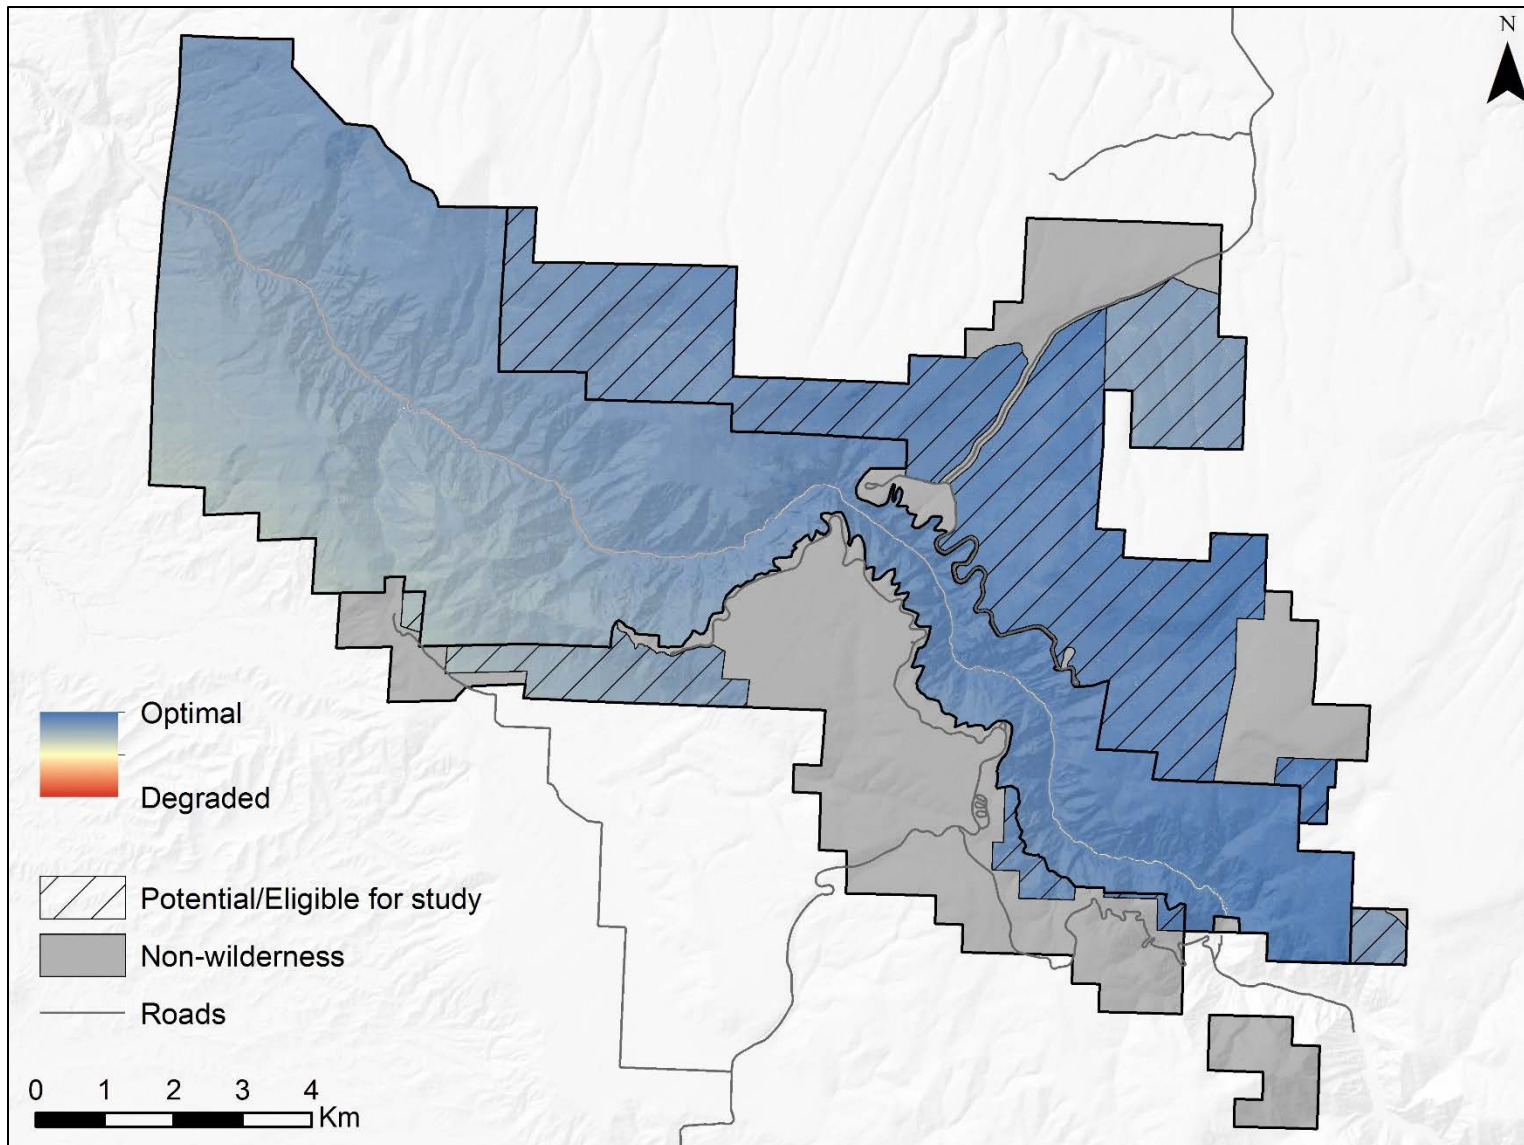 N
Optimal
Degraded
Potential/Eligible for study
Non-wilderness
Roads
0 1 2 3 4
Km